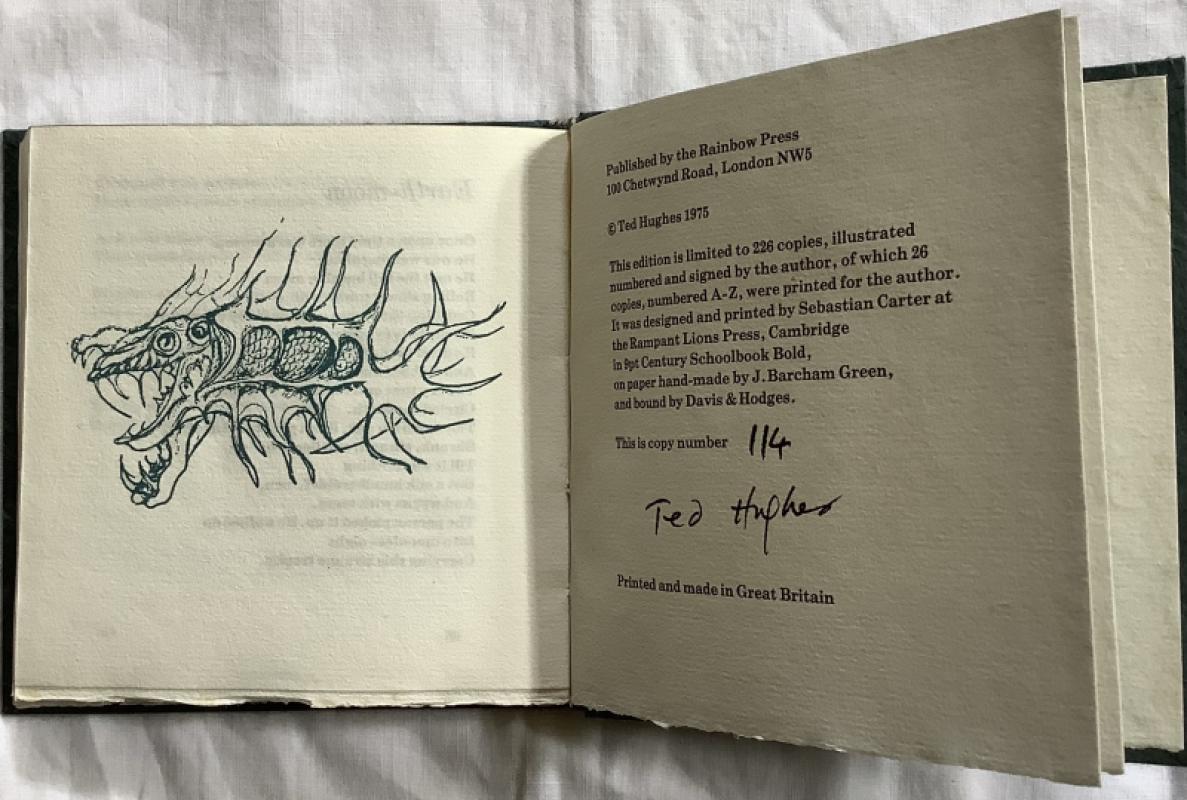 Published by the Rainbow Press
100 Chetwynd Road, London NW5
© Ted Hughes 1975
This edition is limited to 226 copies, illustrated
numbered and signed by the author, of which 26
copies, numbered A-Z, were printed for the author.
It was designed and printed by Sebastian Carter at
the Rampant Lions Press, Cambridge
in 9pt Century Schoolbook Bold,
on paper hand-made by J. Barcham Green,
and bound by Davis & Hodges.
This is copy number 114
Ted Hughes
Printed and made in Great Britain